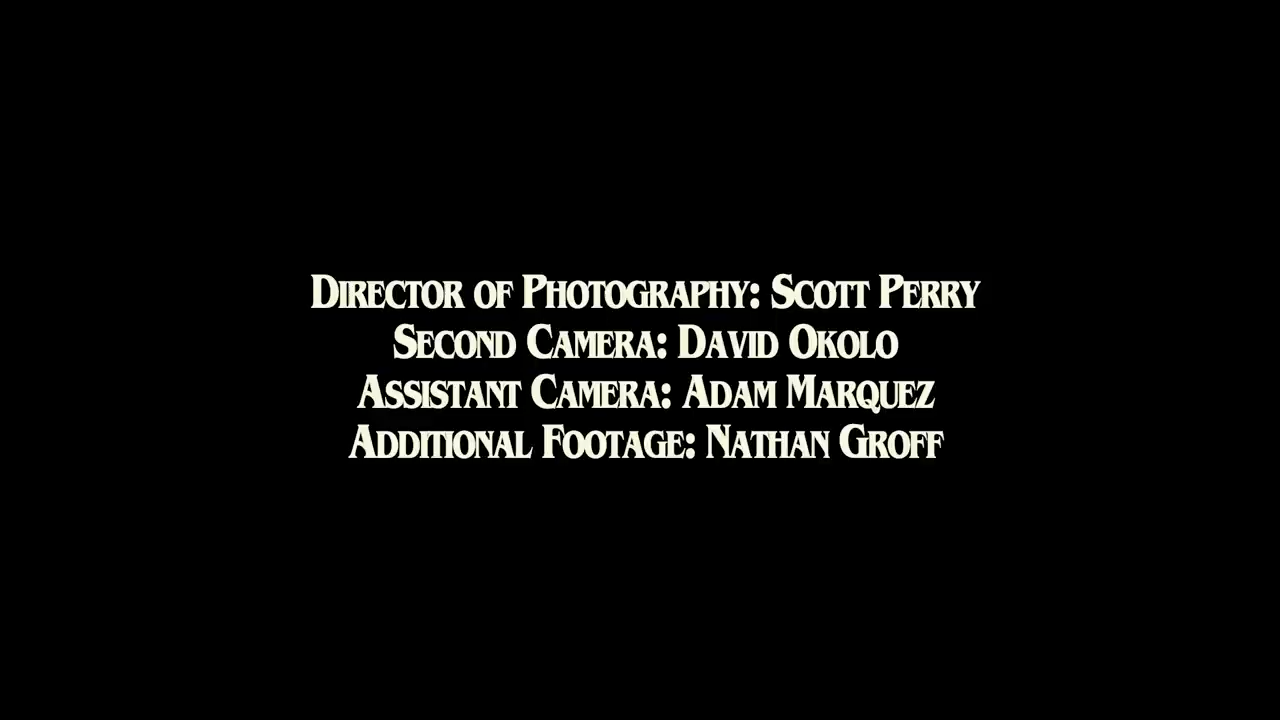 Director of Photography: Scott Perry
Second Camera: David Okolo
Assistant Camera: Adam Marquez
Additional Footage: Nathan Groff